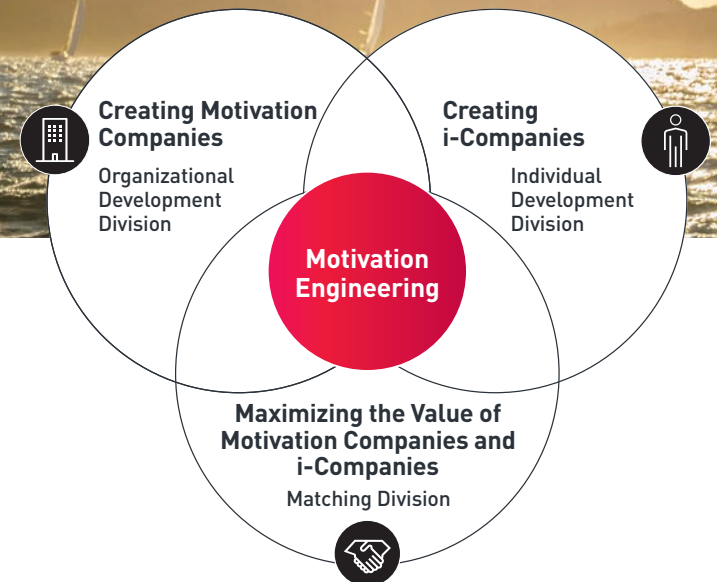 Creating Motivation
Companies
Organizational
Development
Division
Creating
i-Companies
Individual
Development
Division
Motivation
Engineering
Maximizing the Value of
Motivation Companies and
i-Companies
Matching Division